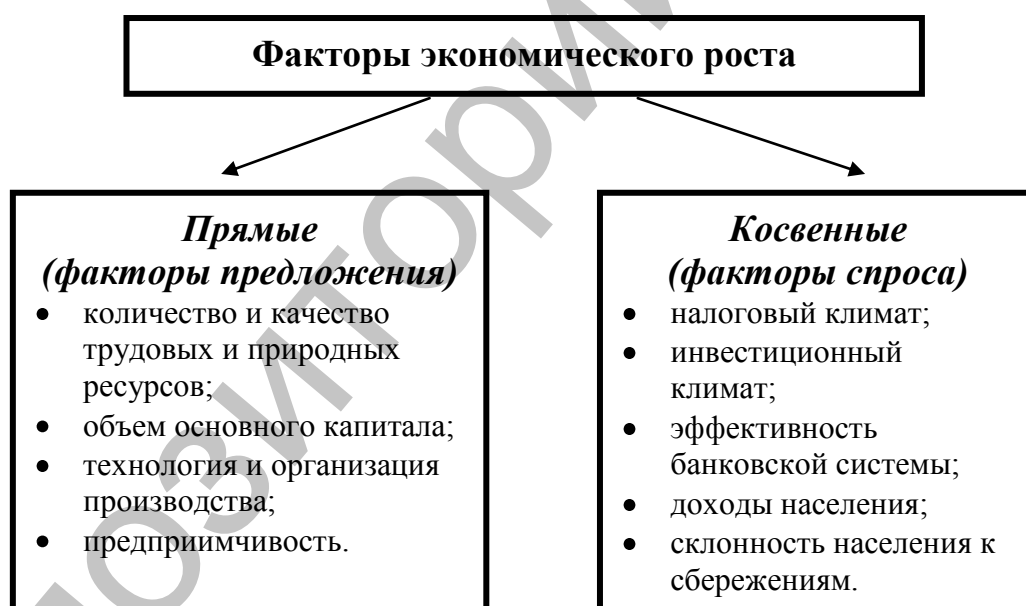 Факторы экономического роста
Прямые
(факторы предложения)
• количество и качество
трудовых и природных
ресурсов;
• объем основного капитала;
• технология и организация
производства;
• предприимчивость.
Косвенные
(факторы спроса)
• налоговый климат;
• инвестиционный
климат;
• эффективность
банковской системы;
• доходы населения;
• склонность населения к
сбережениям.